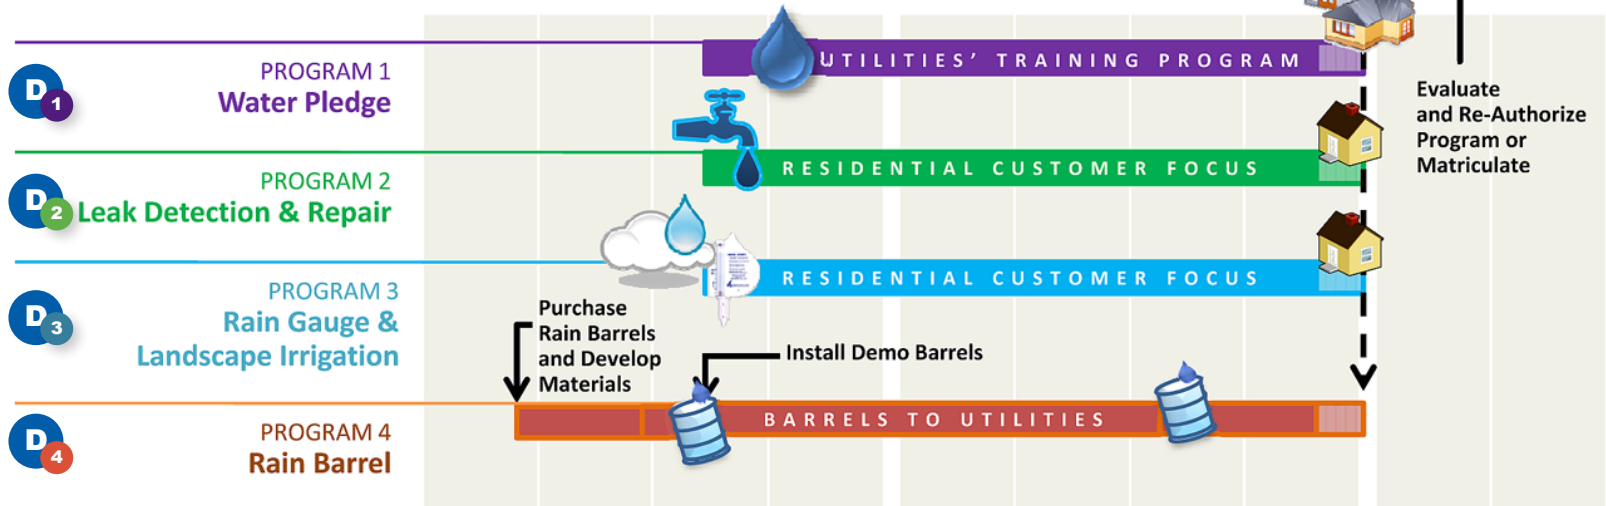 D
1
PROGRAM 1
Water Pledge
UTILITIES' TRAINING PROGRAM
Evaluate
and Re-Authorize
Program or
Matriculate
D
2
PROGRAM 2
Leak Detection & Repair
RESIDENTIAL CUSTOMER FOCUS
D
3
PROGRAM 3
Rain Gauge &
Landscape Irrigation
RESIDENTIAL CUSTOMER FOCUS
Purchase
Rain Barrels
and Develop
Materials
Install Demo Barrels
D
4
PROGRAM 4
Rain Barrel
BARRELS TO UTILITIES